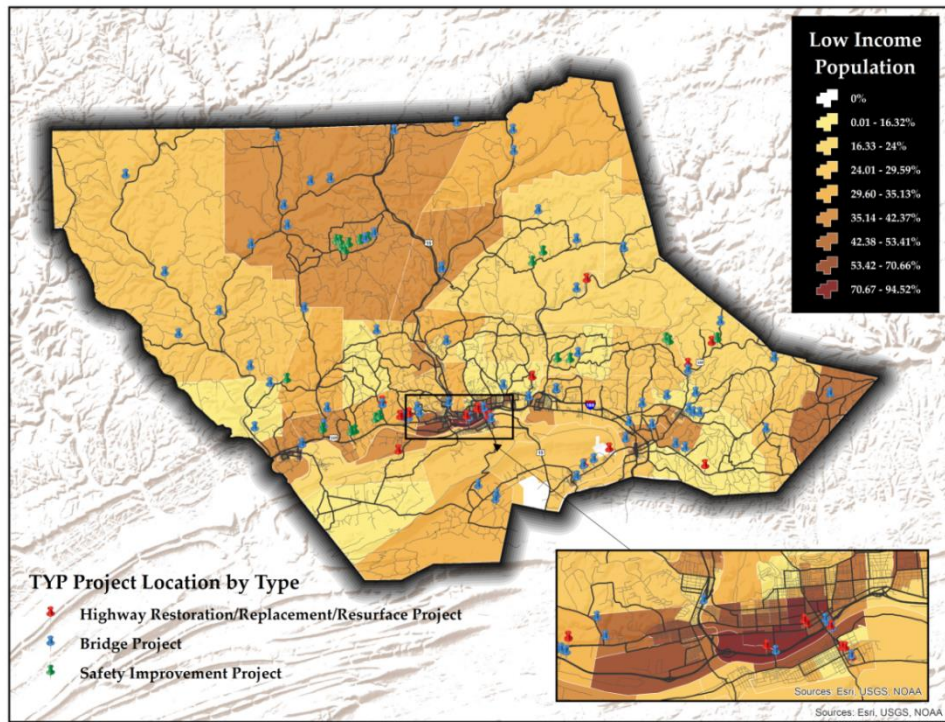 Low Income
Population
0%
0.01 - 16.32%
16.33 - 24%
24.01 - 29.59%
29.60 - 35.13%
35.14 - 42.37%
42.38 - 53.41%
53.42 - 70.66%
70.67 - 94.52%
TYP Project Location by Type
Highway Restoration/Replacement/Resurface Project
Bridge Project
Safety Improvement Project
Sources: Esri, USGS, NOAA
Sources: Esri, USGS, NOAA